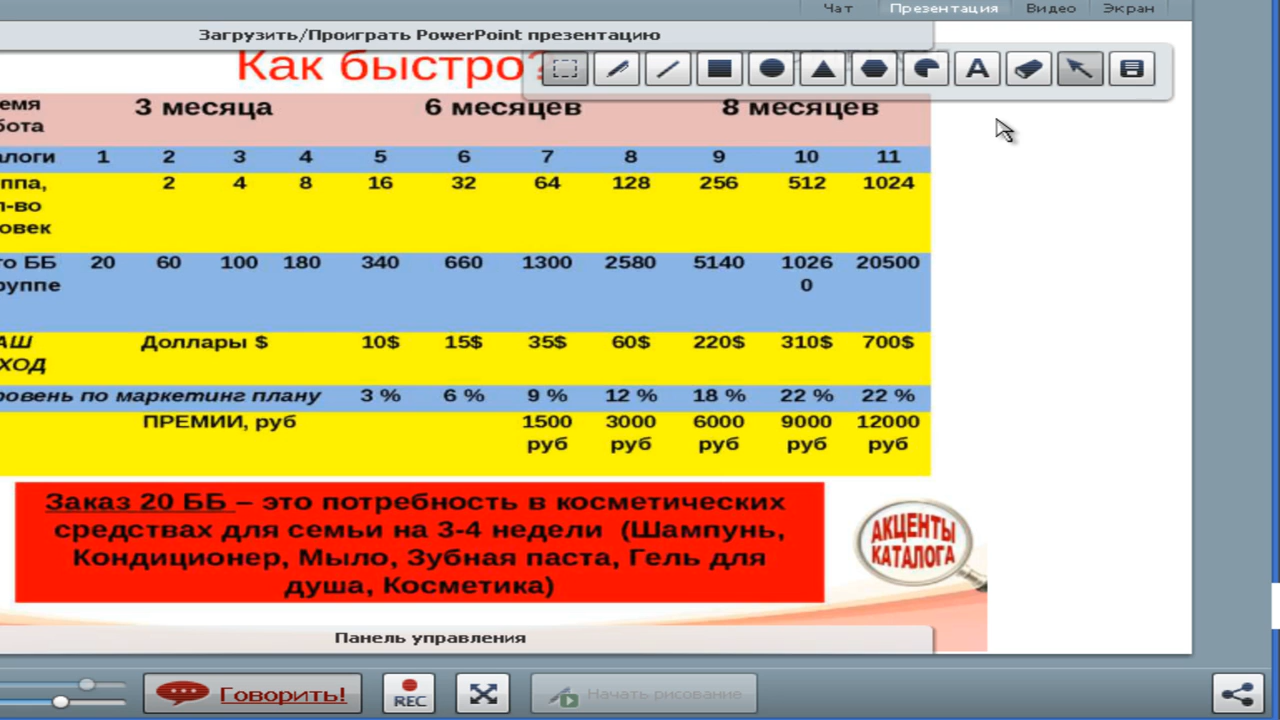 Чат Презентация Видео Экран
Загрузить/Проиграть PowerPoint презентацию
Как быстро?
емя 3 месяца 6 месяцев 8 месяцев
бота
алоги 1 2 3 4 5 6 7 8 9 10 11
ппа, 2 4 8 16 32 64 128 256 512 1024
л-во
овек
го ББ 20 60 100 180 340 660 1300 2580 5140 1026 20500
руппе 0
АШ Доллары $ 10$ 15$ 35$ 60$ 220$ 310$ 700$
ХОД
ровень по маркетинг плану 3 % 6 % 9 % 12 % 18 % 22 % 22 %
ПРЕМИИ, руб 1500 3000 6000 9000 12000
руб руб руб руб руб
Заказ 20 ББ – это потребность в косметических
средствах для семьи на 3-4 недели (Шампунь,
Кондиционер, Мыло, Зубная паста, Гель для
душа, Косметика)
АКЦЕНТЫ
КАТАЛОГА
Панель управления
Говорить! REC Начать рисование